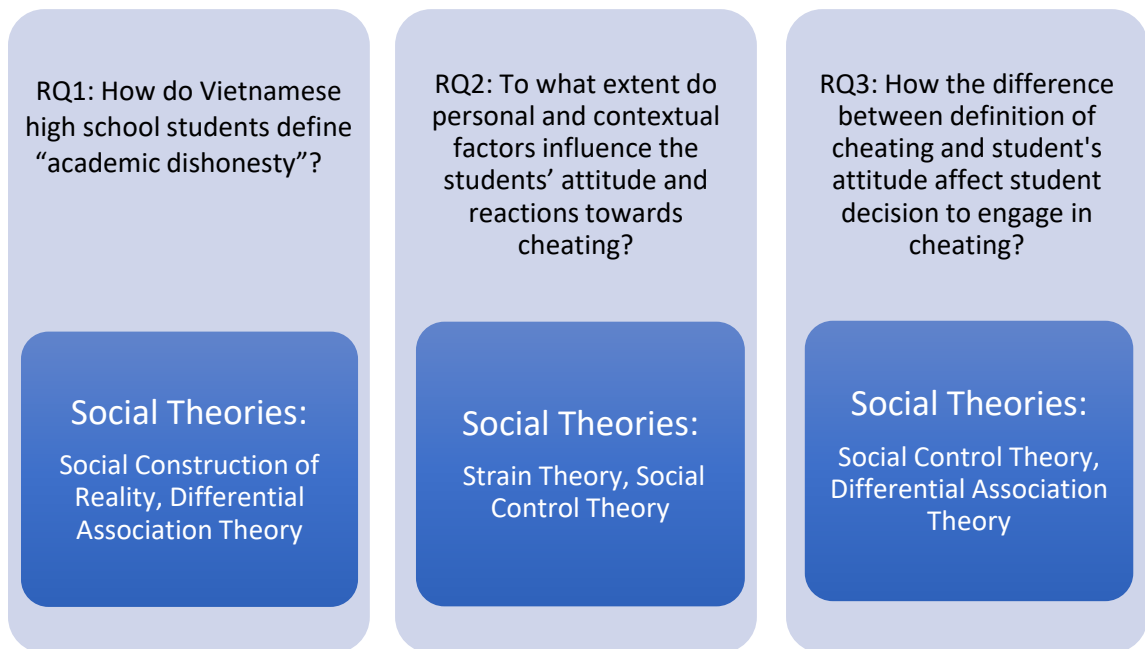 RQ1: How do Vietnamese
high school students define
“academic dishonesty”?
Social Theories:
Social Construction of
Reality, Differential
Association Theory
RQ2: To what extent do
personal and contextual
factors influence the
students’ attitude and
reactions towards
cheating?
Social Theories:
Strain Theory, Social
Control Theory
RQ3: How the difference
between definition of
cheating and student's
attitude affect student
decision to engage in
cheating?
Social Theories:
Social Control Theory,
Differential Association
Theory